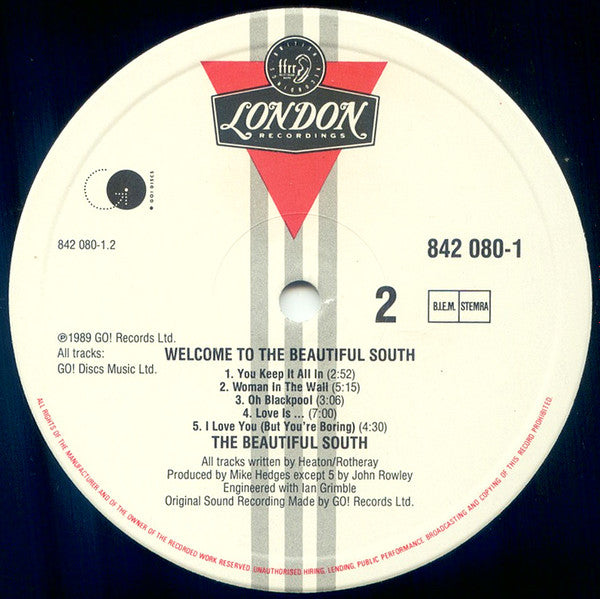 ffrr
LONDON
RECORDINGS
GO! DISCS
842 080-1.2
842 080-1
2
B.I.E.M. STEMRA
℗1989 GO! Records Ltd.
All tracks:
GO! Discs Music Ltd.
WELCOME TO THE BEAUTIFUL SOUTH
1. You Keep It All In (2:52)
2. Woman In The Wall (5:15)
3. Oh Blackpool (3:06)
4. Love Is ... (7:00)
5. I Love You (But You're Boring) (4:30)
THE BEAUTIFUL SOUTH
All tracks written by Heaton/Rotheray
Produced by Mike Hedges except 5 by John Rowley
Engineered with Ian Grimble
Original Sound Recording Made by GO! Records Ltd.
ALL RIGHTS OF THE MANUFACTURER AND OF THE OWNER OF THE RECORDED WORK RESERVED. UNAUTHORISED HIRING, LENDING, PUBLIC PERFORMANCE BROADCASTING AND COPYING OF THIS RECORD PROHIBITED.